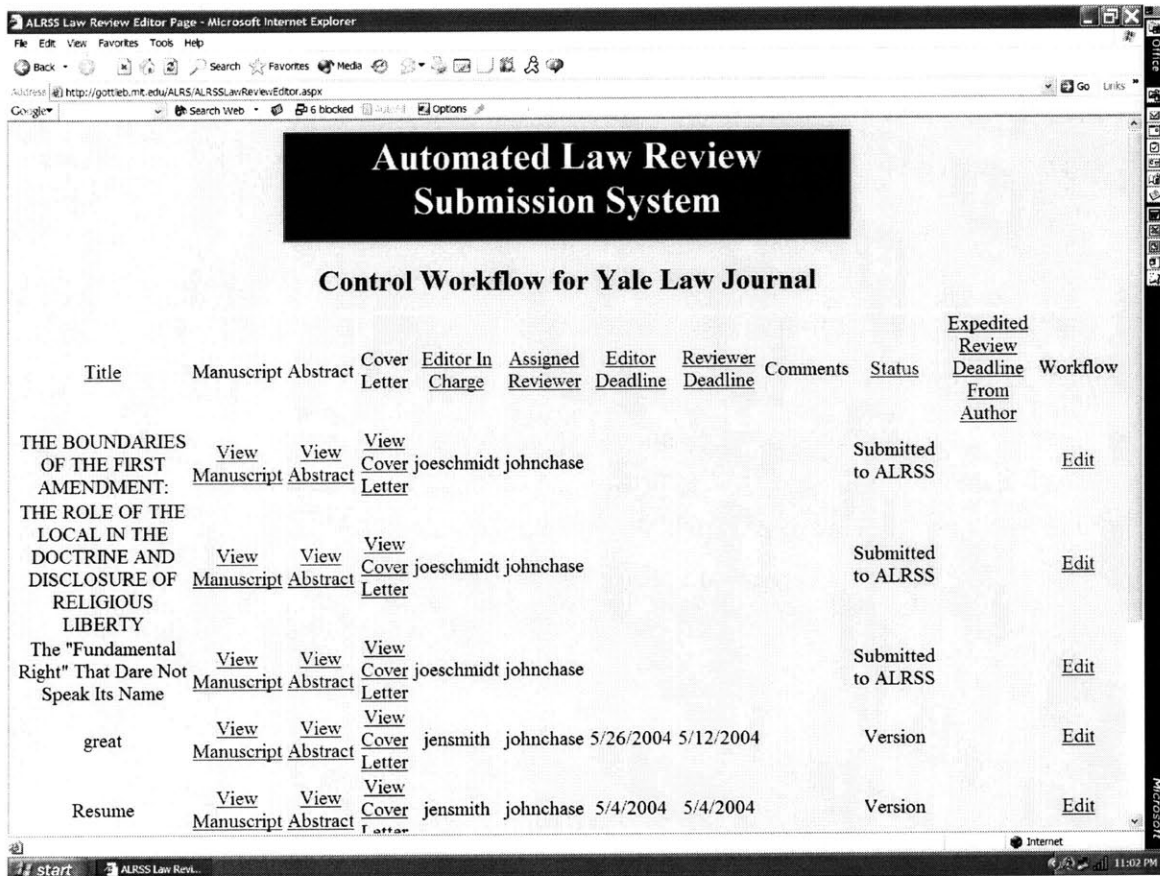 ALRSS Law Review Editor Page - Microsoft Internet Explorer
File Edit View Favorites Tools Help
Back Search Favorites Media
Address http://gottlieb.mit.edu/ALRS/ALRSSLawReviewEditor.aspx Go Links
Google Search Web 6 blocked Options
Automated Law Review
Submission System
Control Workflow for Yale Law Journal
Title Manuscript Abstract Cover Letter Editor In Charge Assigned Reviewer Editor Deadline Reviewer Deadline Comments Status Expedited Review Deadline From Author Workflow
THE BOUNDARIES OF THE FIRST AMENDMENT: View Manuscript View Abstract View Cover Letter joeschmidt johnchase Submitted to ALRSS Edit
THE ROLE OF THE LOCAL IN THE DOCTRINE AND DISCLOSURE OF RELIGIOUS LIBERTY View Manuscript View Abstract View Cover Letter joeschmidt johnchase Submitted to ALRSS Edit
The "Fundamental Right" That Dare Not Speak Its Name View Manuscript View Abstract View Cover Letter joeschmidt johnchase Submitted to ALRSS Edit
great View Manuscript View Abstract View Cover Letter jensmith johnchase 5/26/2004 5/12/2004 Version Edit
Resume View Manuscript View Abstract View Cover Letter jensmith johnchase 5/4/2004 5/4/2004 Version Edit
Internet
start ALRSS Law Revi... 11:02 PM
Office
Microsoft